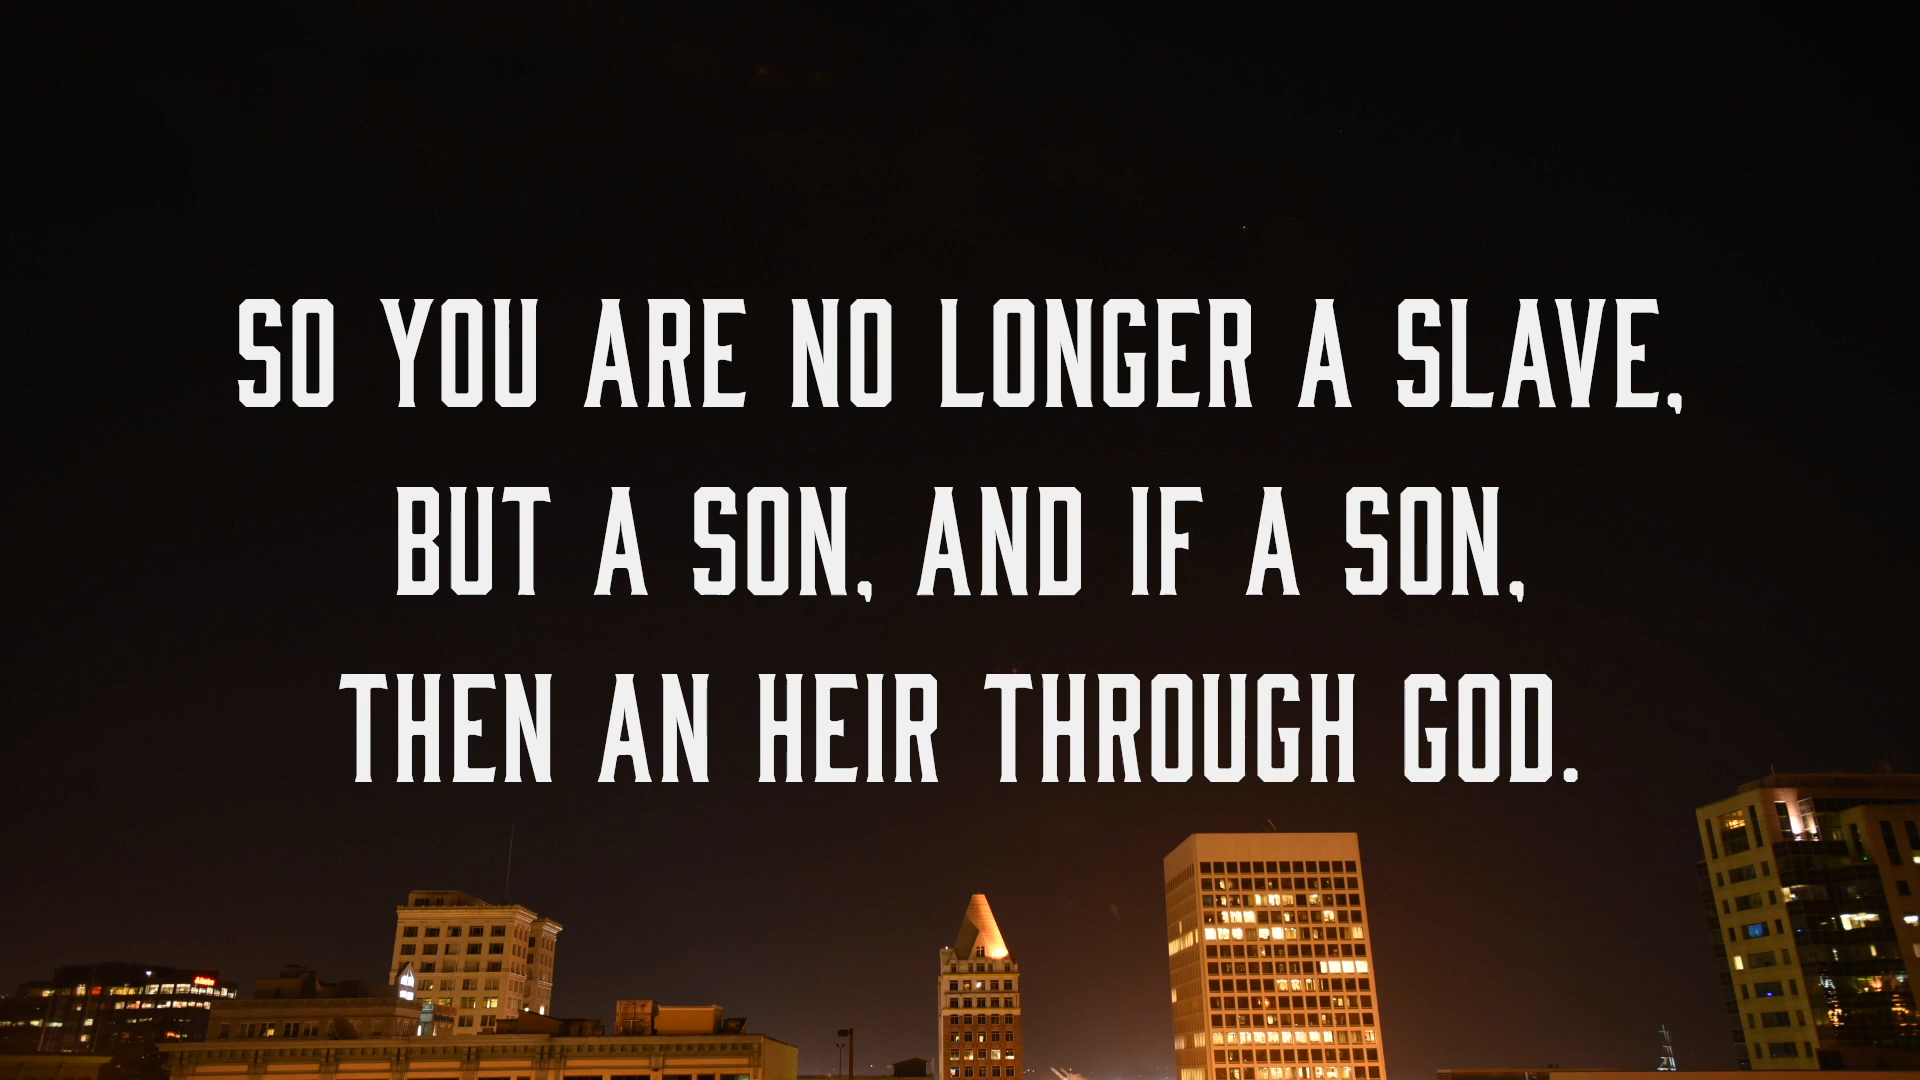 SO YOU ARE NO LONGER A SLAVE,
BUT A SON, AND IF A SON,
THEN AN HEIR THROUGH GOD.